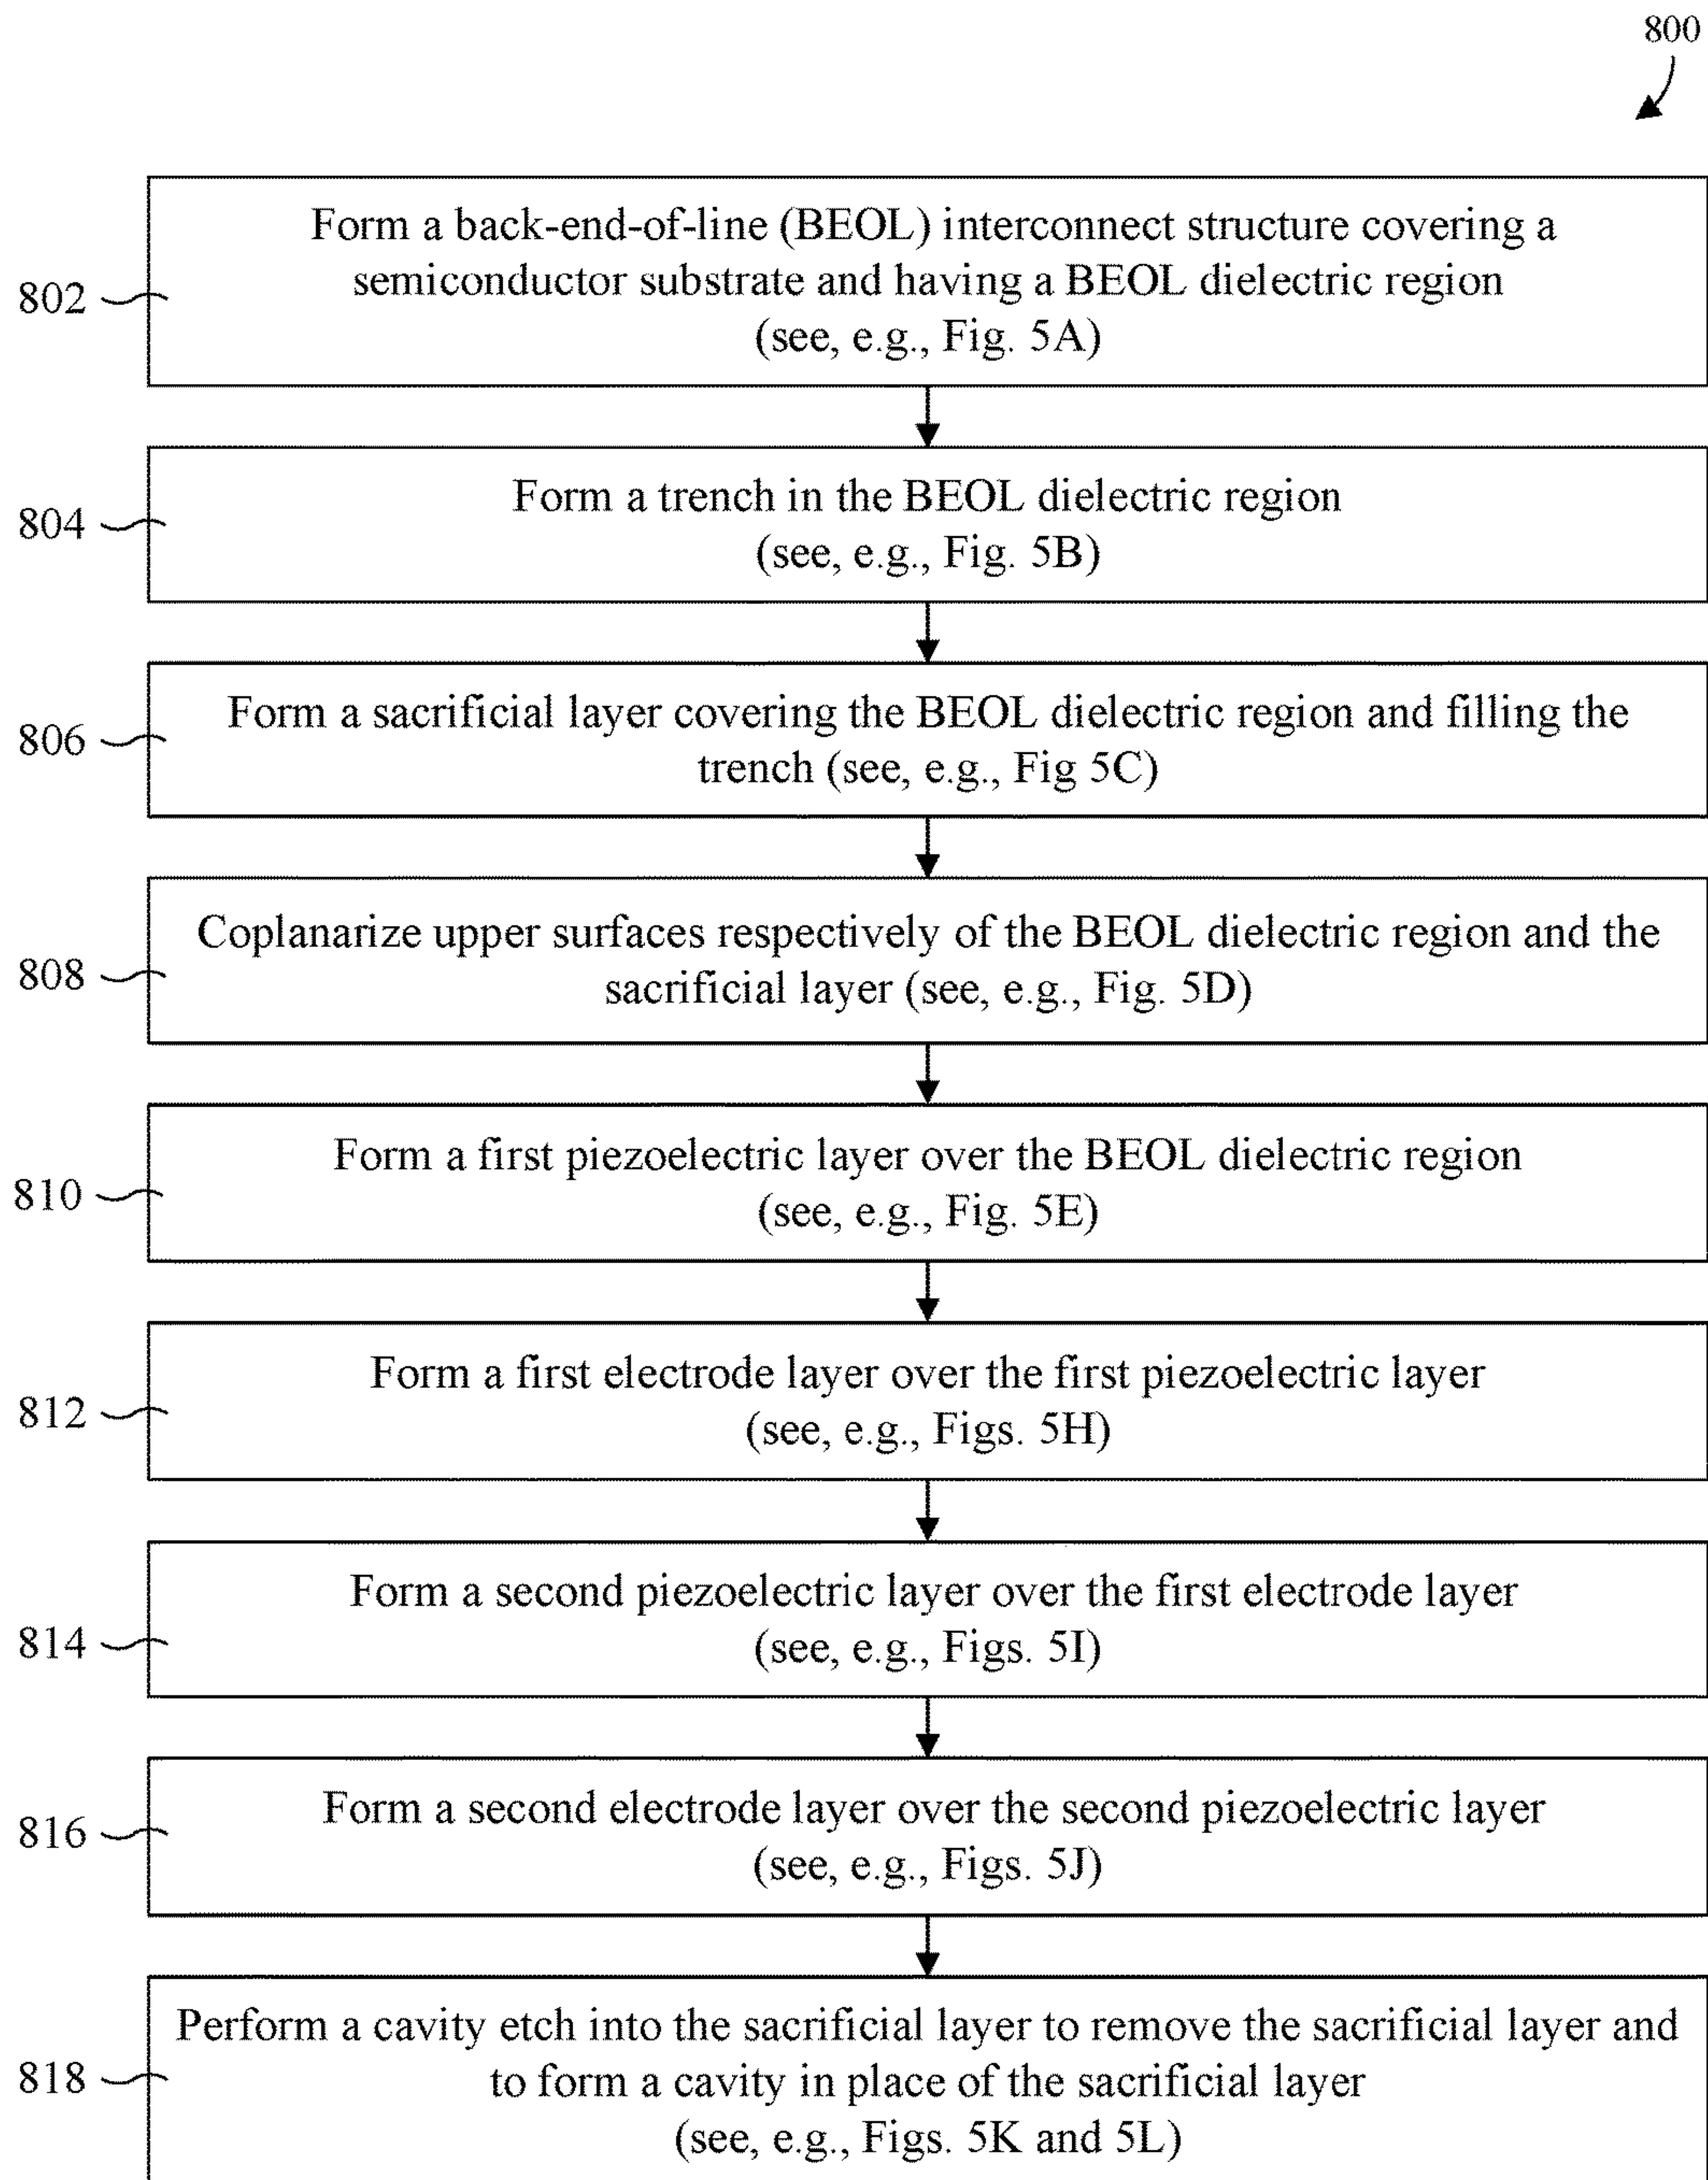 800
Form a back-end-of-line (BEOL) interconnect structure covering a
semiconductor substrate and having a BEOL dielectric region
(see, e.g., Fig. 5A)
802
Form a trench in the BEOL dielectric region
(see, e.g., Fig. 5B)
804
Form a sacrificial layer covering the BEOL dielectric region and filling the
trench (see, e.g., Fig 5C)
806
Coplanarize upper surfaces respectively of the BEOL dielectric region and the
sacrificial layer (see, e.g., Fig. 5D)
808
Form a first piezoelectric layer over the BEOL dielectric region
(see, e.g., Fig. 5E)
810
Form a first electrode layer over the first piezoelectric layer
(see, e.g., Figs. 5H)
812
Form a second piezoelectric layer over the first electrode layer
(see, e.g., Figs. 5I)
814
Form a second electrode layer over the second piezoelectric layer
(see, e.g., Figs. 5J)
816
Perform a cavity etch into the sacrificial layer to remove the sacrificial layer and
to form a cavity in place of the sacrificial layer
(see, e.g., Figs. 5K and 5L)
818